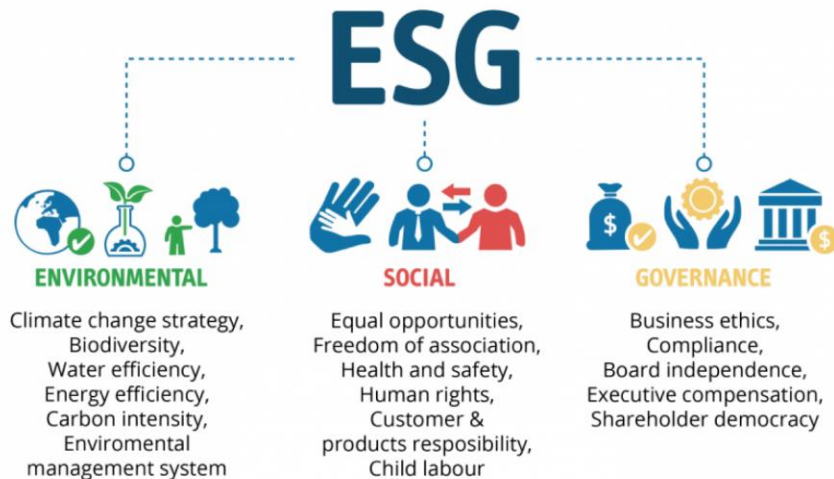 ESG
ENVIRONMENTAL
Climate change strategy,
Biodiversity,
Water efficiency,
Energy efficiency,
Carbon intensity,
Enviromental
management system
SOCIAL
Equal opportunities,
Freedom of association,
Health and safety,
Human rights,
Customer &
products resposibility,
Child labour
$
$
GOVERNANCE
Business ethics,
Compliance,
Board independence,
Executive compensation,
Shareholder democracy